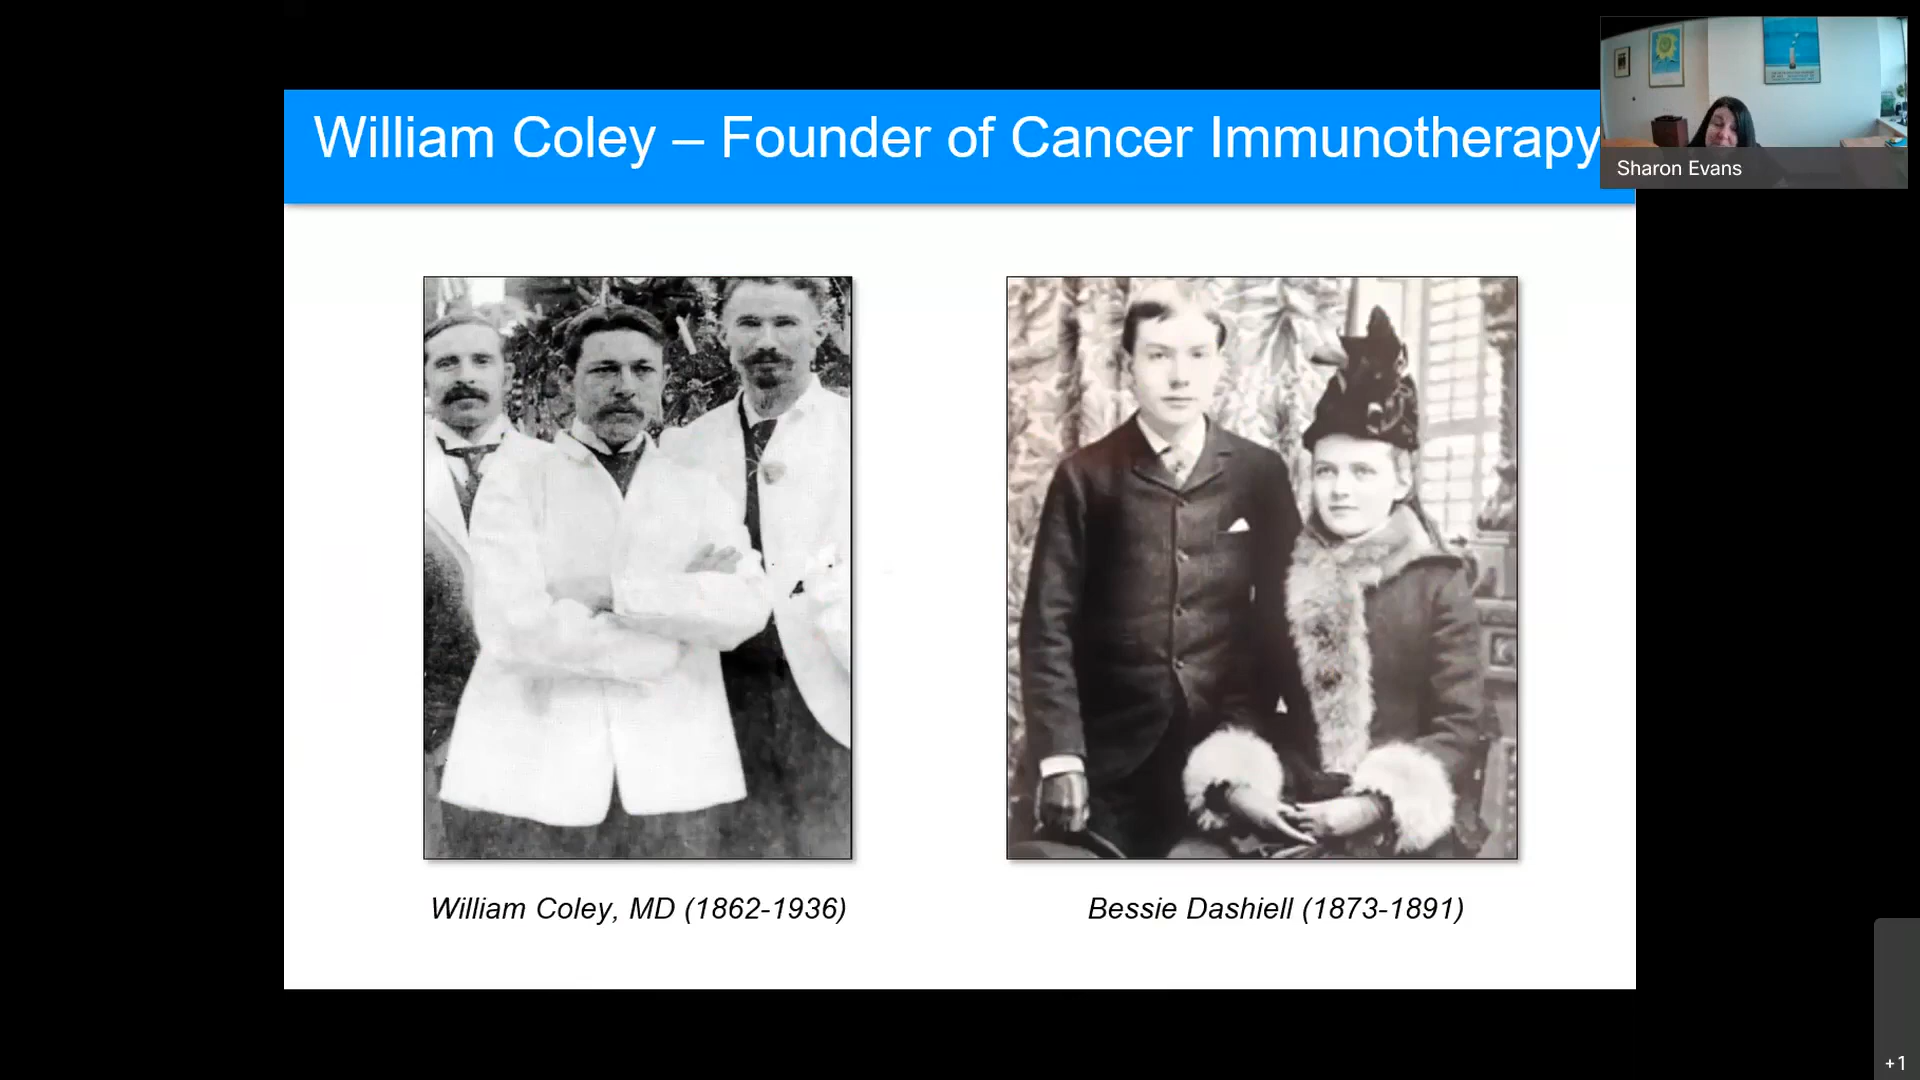 William Coley – Founder of Cancer Immunotherapy
Sharon Evans
William Coley, MD (1862-1936)
Bessie Dashiell (1873-1891)
+1